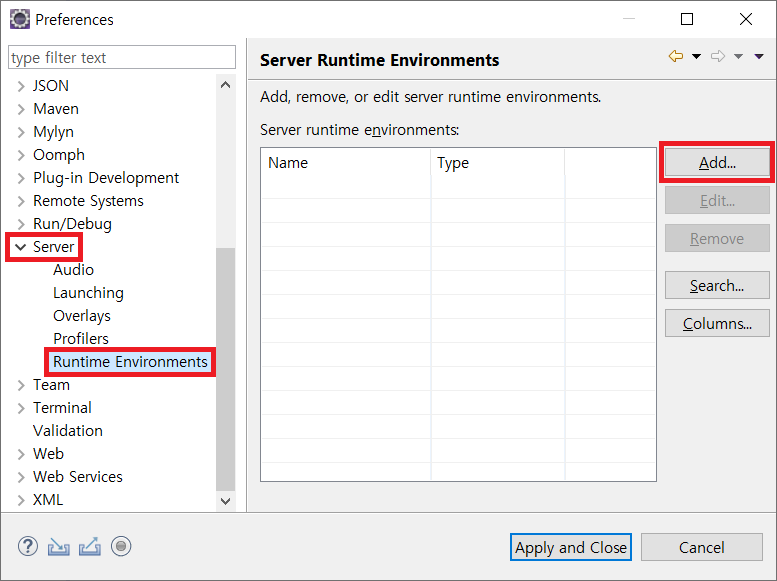 Preferences
type filter text
JSON
Maven
Mylyn
Oomph
Plug-in Development
Remote Systems
Run/Debug
Server
Audio
Launching
Overlays
Profilers
Runtime Environments
Team
Terminal
Validation
Web
Web Services
XML
Server Runtime Environments
Add, remove, or edit server runtime environments.
Server runtime environments:
Name Type
Add...
Edit...
Remove
Search...
Columns...
Apply and Close
Cancel